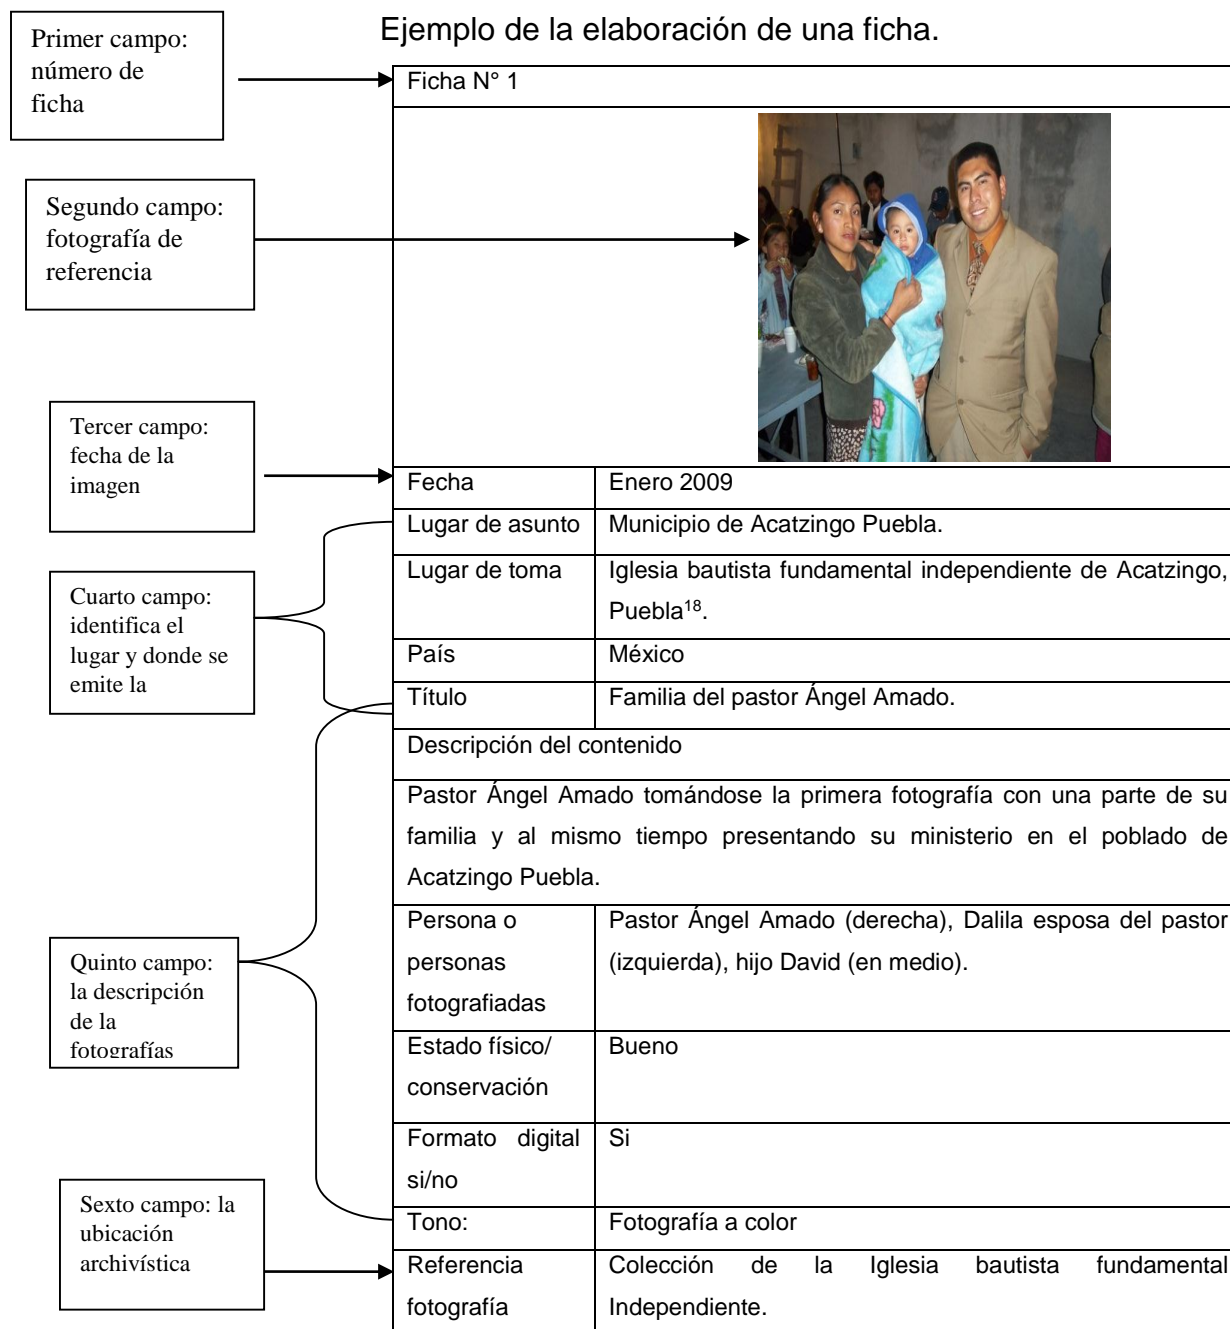 Ejemplo de la elaboración de una ficha.
Primer campo:
número de
ficha
Ficha N° 1
Segundo campo:
fotografía de
referencia
Tercer campo:
fecha de la
imagen
Fecha Enero 2009
Lugar de asunto Municipio de Acatzingo Puebla.
Lugar de toma Iglesia bautista fundamental independiente de Acatzingo,
Puebla18.
Cuarto campo:
identifica el
lugar y donde se
emite la
País México
Título Familia del pastor Ángel Amado.
Descripción del contenido
Pastor Ángel Amado tomándose la primera fotografía con una parte de su
familia y al mismo tiempo presentando su ministerio en el poblado de
Acatzingo Puebla.
Persona o
personas
fotografiadas
Pastor Ángel Amado (derecha), Dalila esposa del pastor
(izquierda), hijo David (en medio).
Quinto campo:
la descripción
de la
fotografías
Estado físico/
conservación
Bueno
Formato digital
si/no
Si
Tono: Fotografía a color
Sexto campo: la
ubicación
archivística
Referencia
fotografía
Colección de la Iglesia bautista fundamental
Independiente.